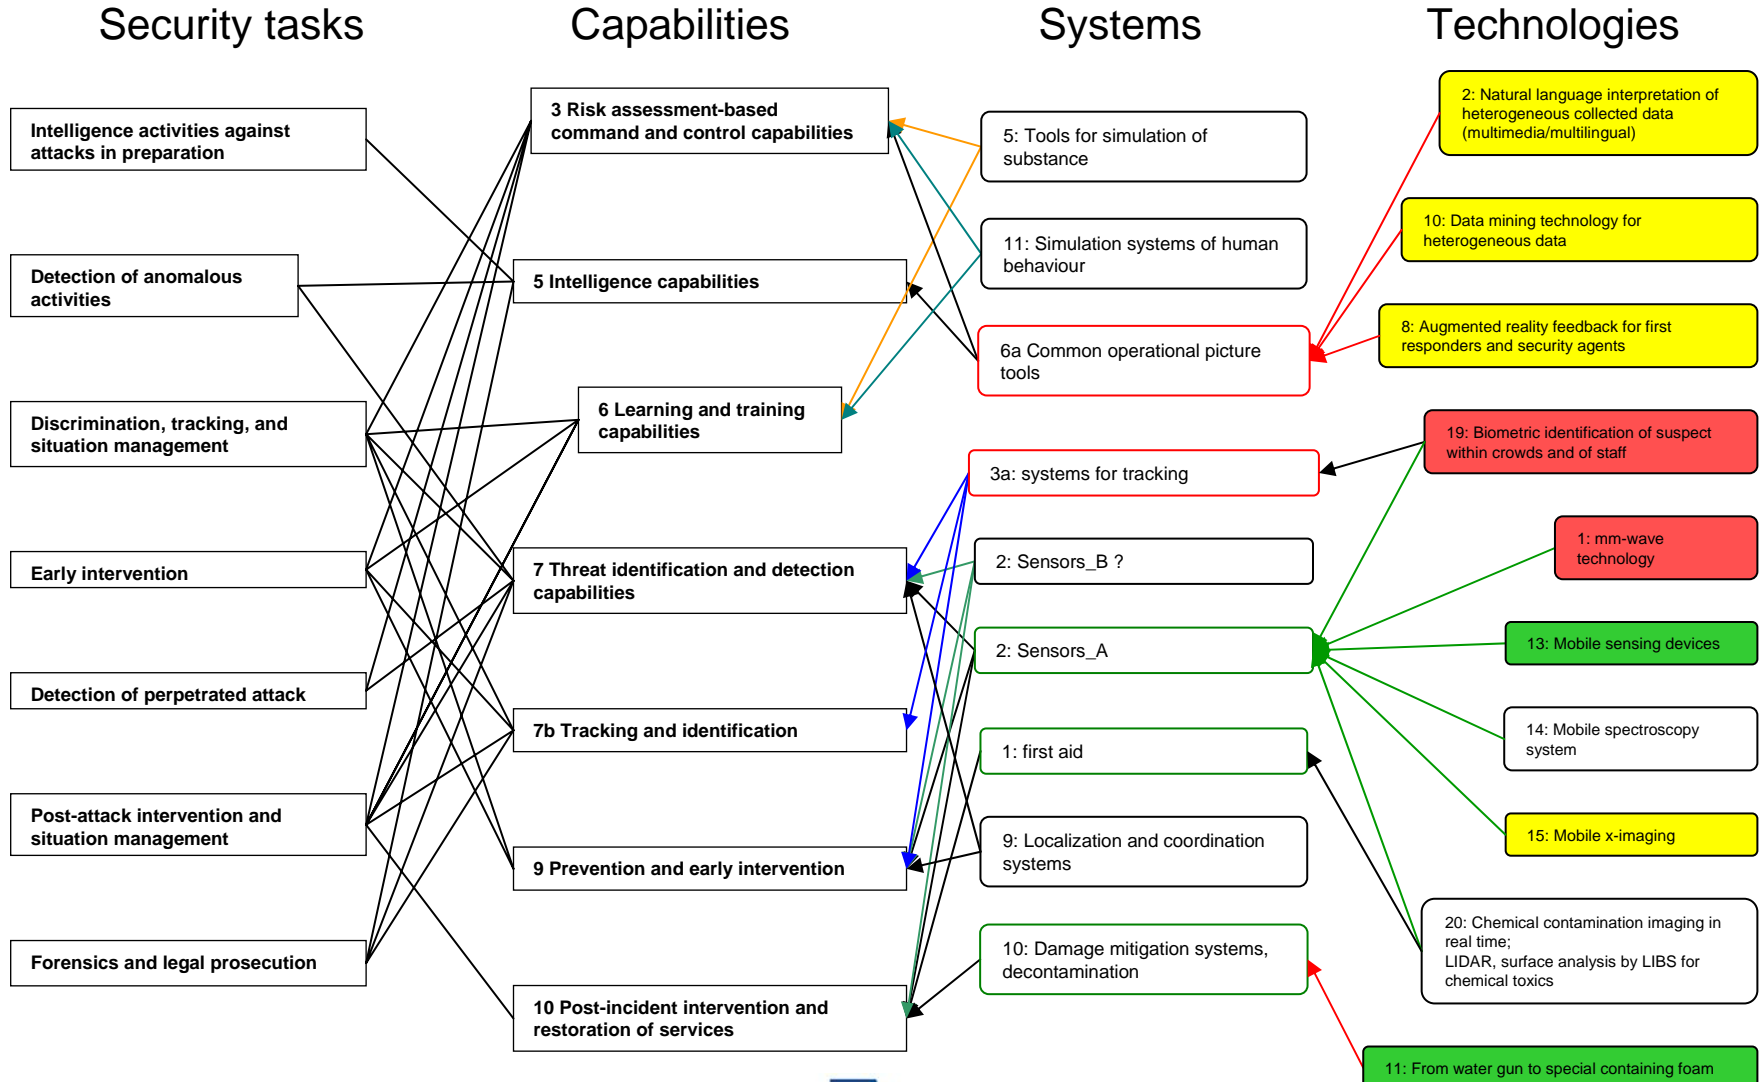 Security tasks
Capabilities
Systems
Technologies
Intelligence activities against
attacks in preparation
Detection of anomalous
activities
Discrimination, tracking, and
situation management
Early intervention
Detection of perpetrated attack
Post-attack intervention and
situation management
Forensics and legal prosecution
3 Risk assessment-based
command and control capabilities
5 Intelligence capabilities
6 Learning and training
capabilities
7 Threat identification and detection
capabilities
7b Tracking and identification
9 Prevention and early intervention
10 Post-incident intervention and
restoration of services
5: Tools for simulation of
substance
11: Simulation systems of human
behaviour
6a Common operational picture
tools
3a: systems for tracking
2: Sensors_B ?
2: Sensors_A
1: first aid
9: Localization and coordination
systems
10: Damage mitigation systems,
decontamination
2: Natural language interpretation of
heterogeneous collected data
(multimedia/multilingual)
10: Data mining technology for
heterogeneous data
8: Augmented reality feedback for first
responders and security agents
19: Biometric identification of suspect
within crowds and of staff
1: mm-wave
technology
13: Mobile sensing devices
14: Mobile spectroscopy
system
15: Mobile x-imaging
20: Chemical contamination imaging in
real time;
LIDAR, surface analysis by LIBS for
chemical toxics
11: From water gun to special containing foam